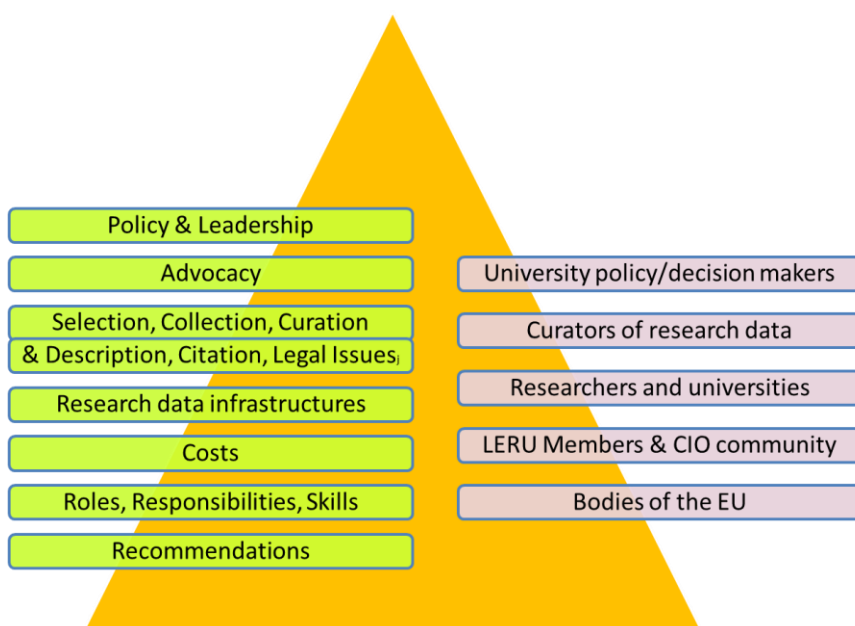 Policy & Leadership
Advocacy
Selection, Collection, Curation
& Description, Citation, Legal Issuesj
Research data infrastructures
Costs
Roles, Responsibilities, Skills
Recommendations
University policy/decision makers
Curators of research data
Researchers and universities
LERU Members & CIO community
Bodies of the EU